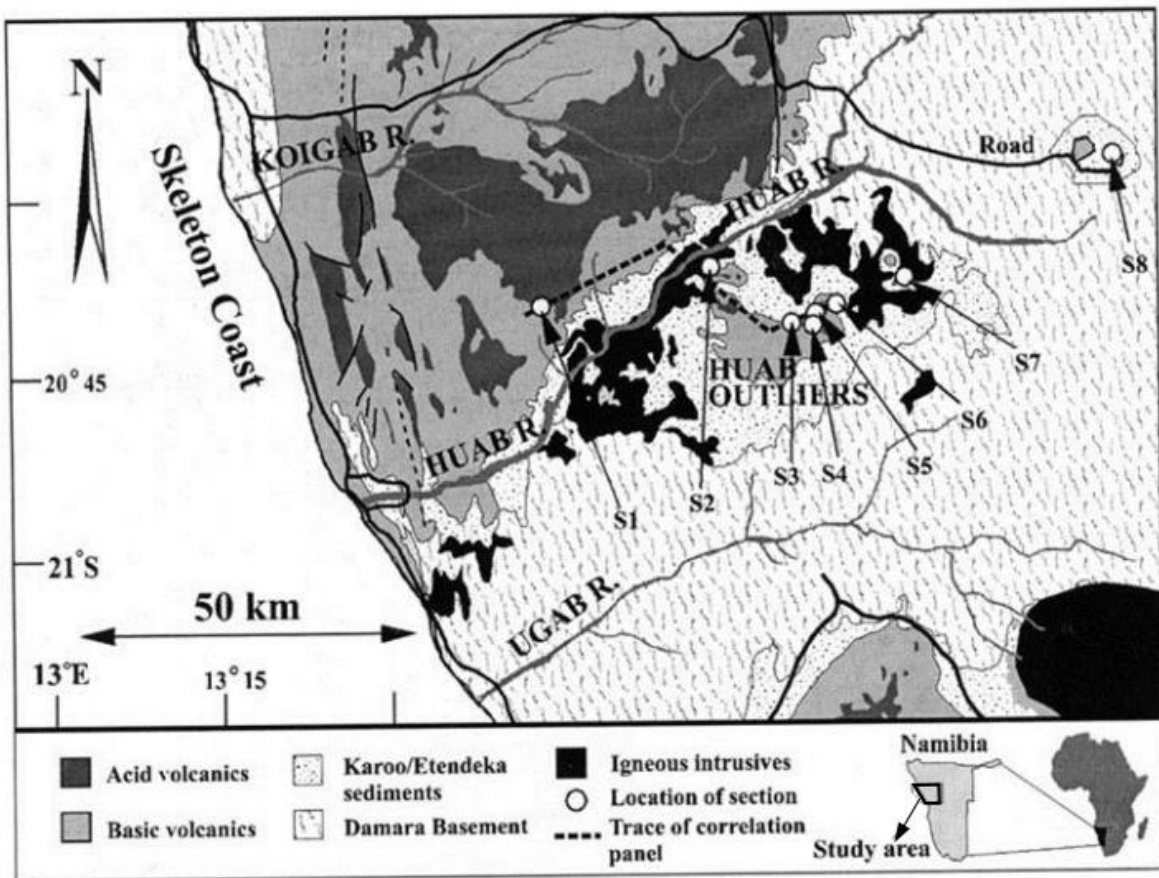 N
Skeleton Coast
KOIGAB R.
HUAB R.
Road
S8
S7
20°45
HUAB
OUTLIERS
S6
HUAB R.
S5
S3
S4
S2
S1
21°S
50 km
UGAB R.
13°E
13°15
Acid volcanics
Basic volcanics
Karoo/Etendeka
sediments
Damara Basement
Igneous intrusives
Location of section
Trace of correlation
panel
Namibia
Study area